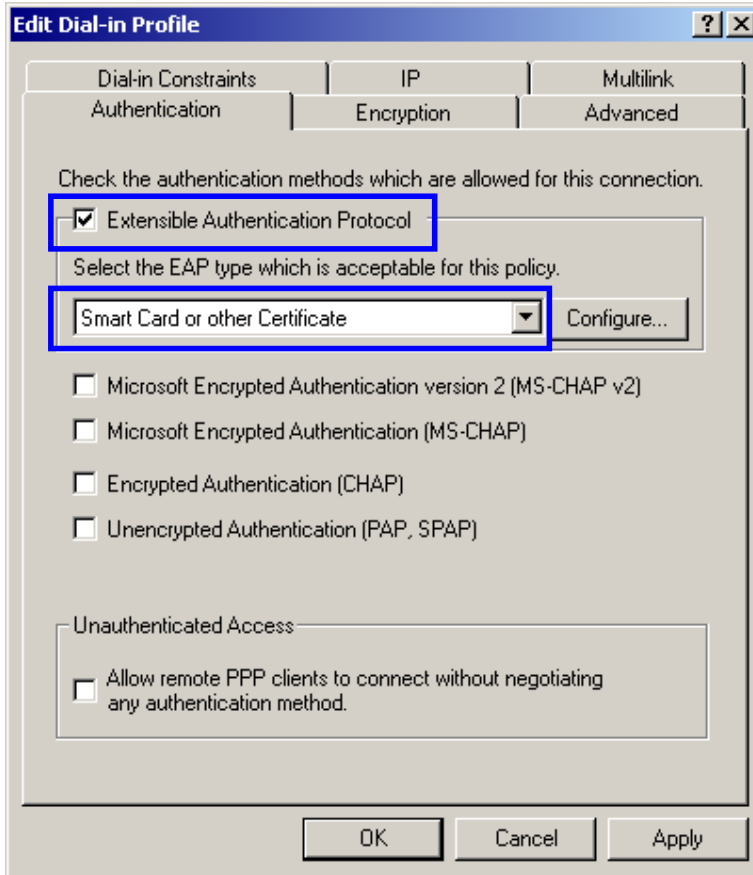 Edit Dial-in Profile
Dial-in Constraints IP Multilink
Authentication Encryption Advanced
Check the authentication methods which are allowed for this connection.
Extensible Authentication Protocol
Select the EAP type which is acceptable for this policy.
Smart Card or other Certificate Configure...
Microsoft Encrypted Authentication version 2 (MS-CHAP v2)
Microsoft Encrypted Authentication (MS-CHAP)
Encrypted Authentication (CHAP)
Unencrypted Authentication (PAP, SPAP)
Unauthenticated Access
Allow remote PPP clients to connect without negotiating
any authentication method.
OK Cancel Apply